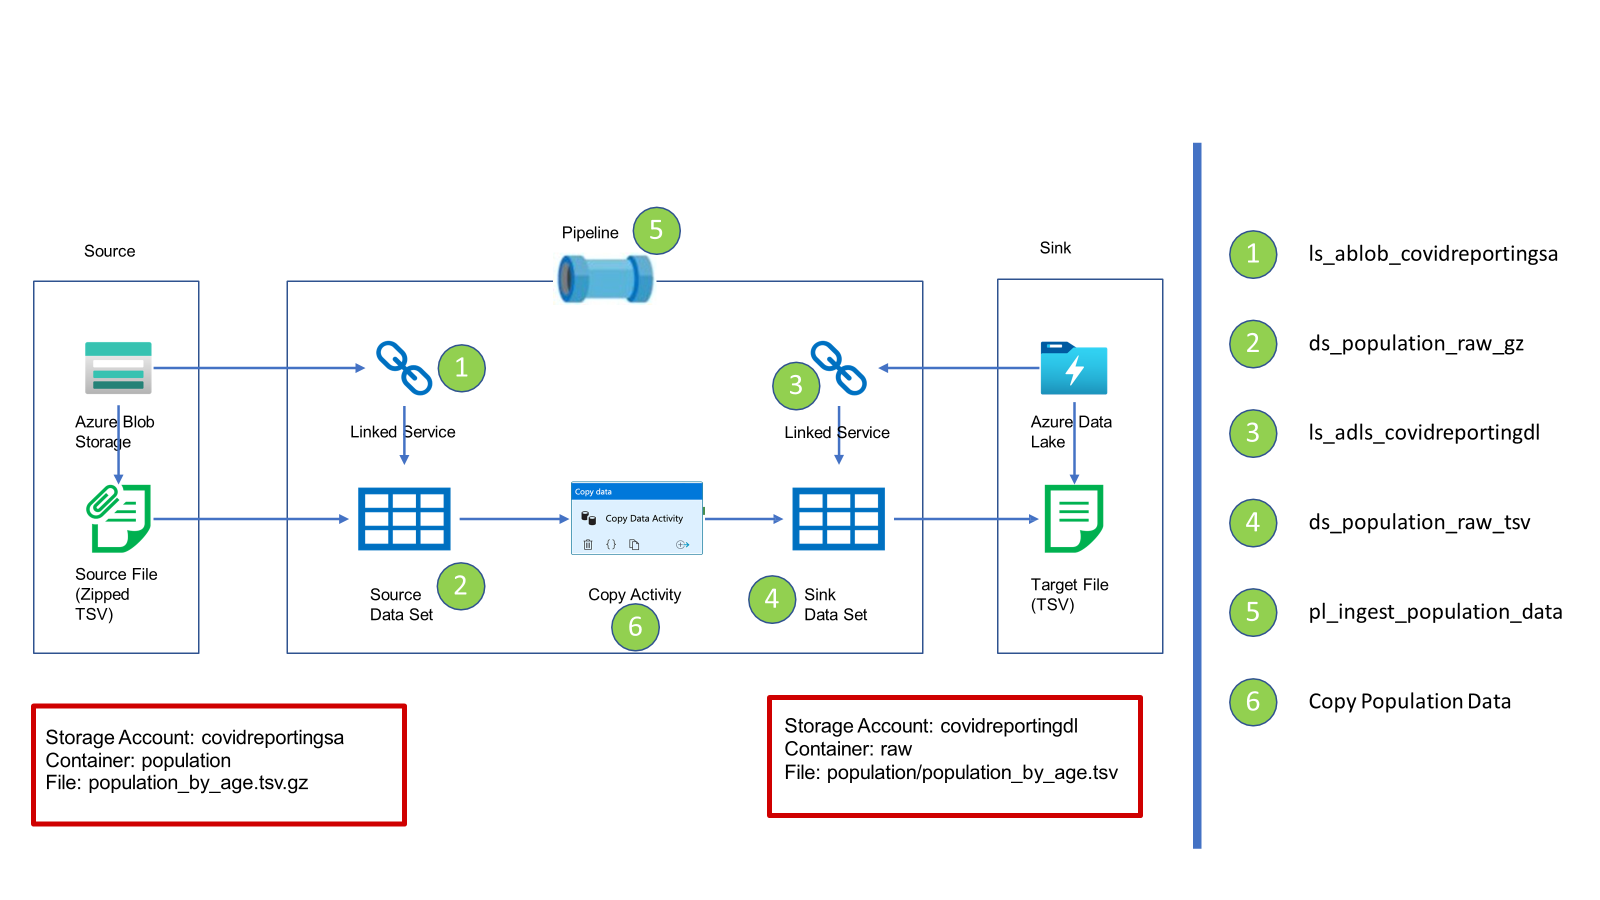 Source
Pipeline
5
Sink
1
3
Azure Blob
Storage
Linked Service
Linked Service
Azure Data
Lake
Copy data
Copy Data Activity
{ }
Source File
(Zipped
TSV)
Source
Data Set
2
Copy Activity
6
4
Sink
Data Set
Target File
(TSV)
Storage Account: covidreportingsa
Container: population
File: population_by_age.tsv.gz
Storage Account: covidreportingdl
Container: raw
File: population/population_by_age.tsv
1 ls_ablob_covidreportingsa
2 ds_population_raw_gz
3 ls_adls_covidreportingdl
4 ds_population_raw_tsv
5 pl_ingest_population_data
6 Copy Population Data